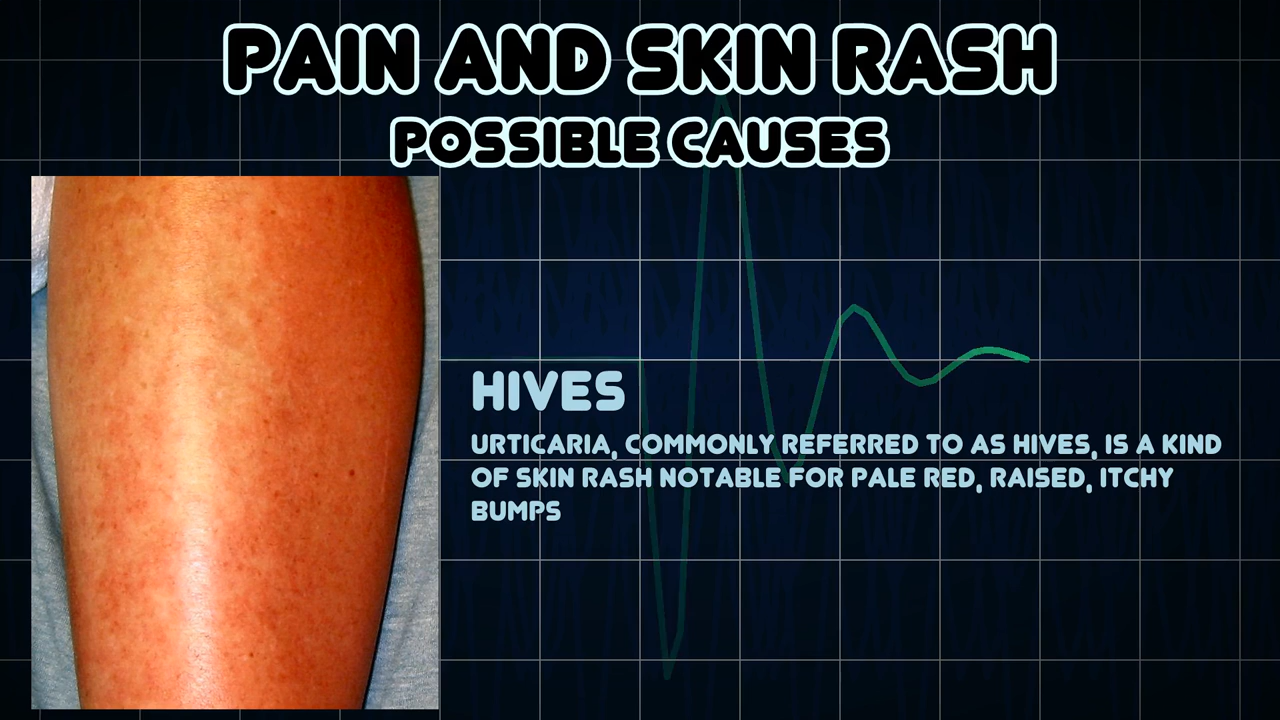 PAIN AND SKIN RASH
POSSIBLE CAUSES
HIVES
URTICARIA, COMMONLY REFERRED TO AS HIVES, IS A KIND
OF SKIN RASH NOTABLE FOR PALE RED, RAISED, ITCHY
BUMPS